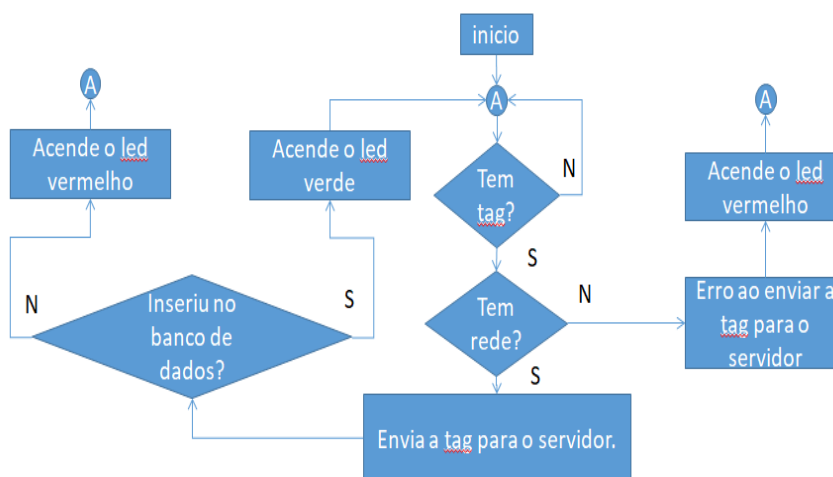 inicio
A
Tem
tag?
N
S
Tem
rede?
N
S
Erro ao enviar a
tag para o
servidor
Acende o led
vermelho
A
Envia a tag para o servidor.
Inseriu no
banco de
dados?
N
S
Acende o led
vermelho
A
Acende o led
verde